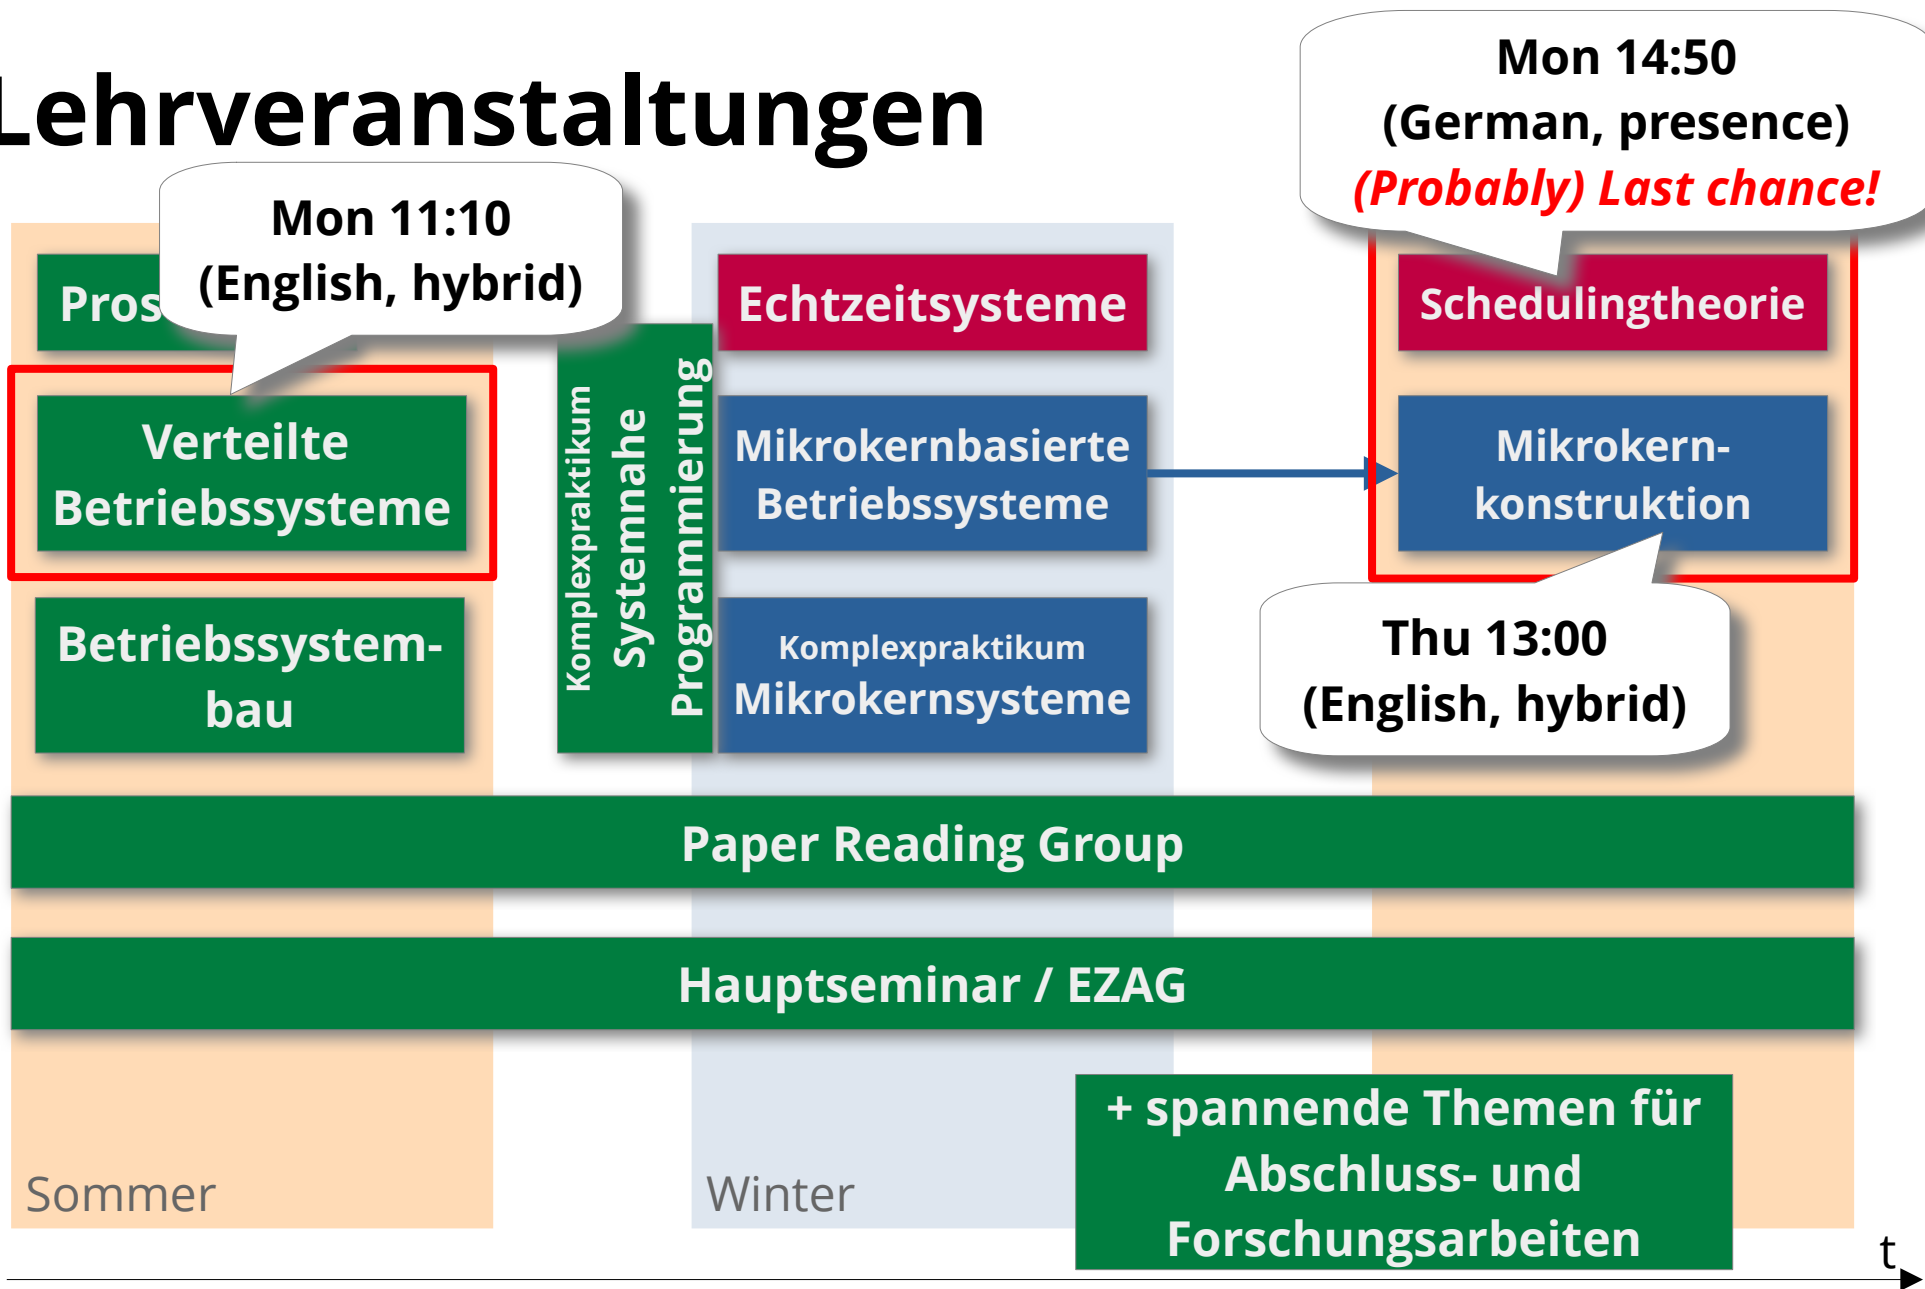 Lehrveranstaltungen
Mon 14:50
(German, presence)
(Probably) Last chance!
Mon 11:10
(English, hybrid)
Echtzeitsysteme
Schedulingtheorie
Verteilte
Betriebssysteme
Komplexpraktikum
Systemnahe
Programmierung
Mikrokernbasierte
Betriebssysteme
Mikrokern-
konstruktion
Betriebssystem-
bau
Komplexpraktikum
Mikrokernsysteme
Thu 13:00
(English, hybrid)
Paper Reading Group
Hauptseminar / EZAG
+ spannende Themen für
Abschluss- und
Forschungsarbeiten
Sommer
Winter
t